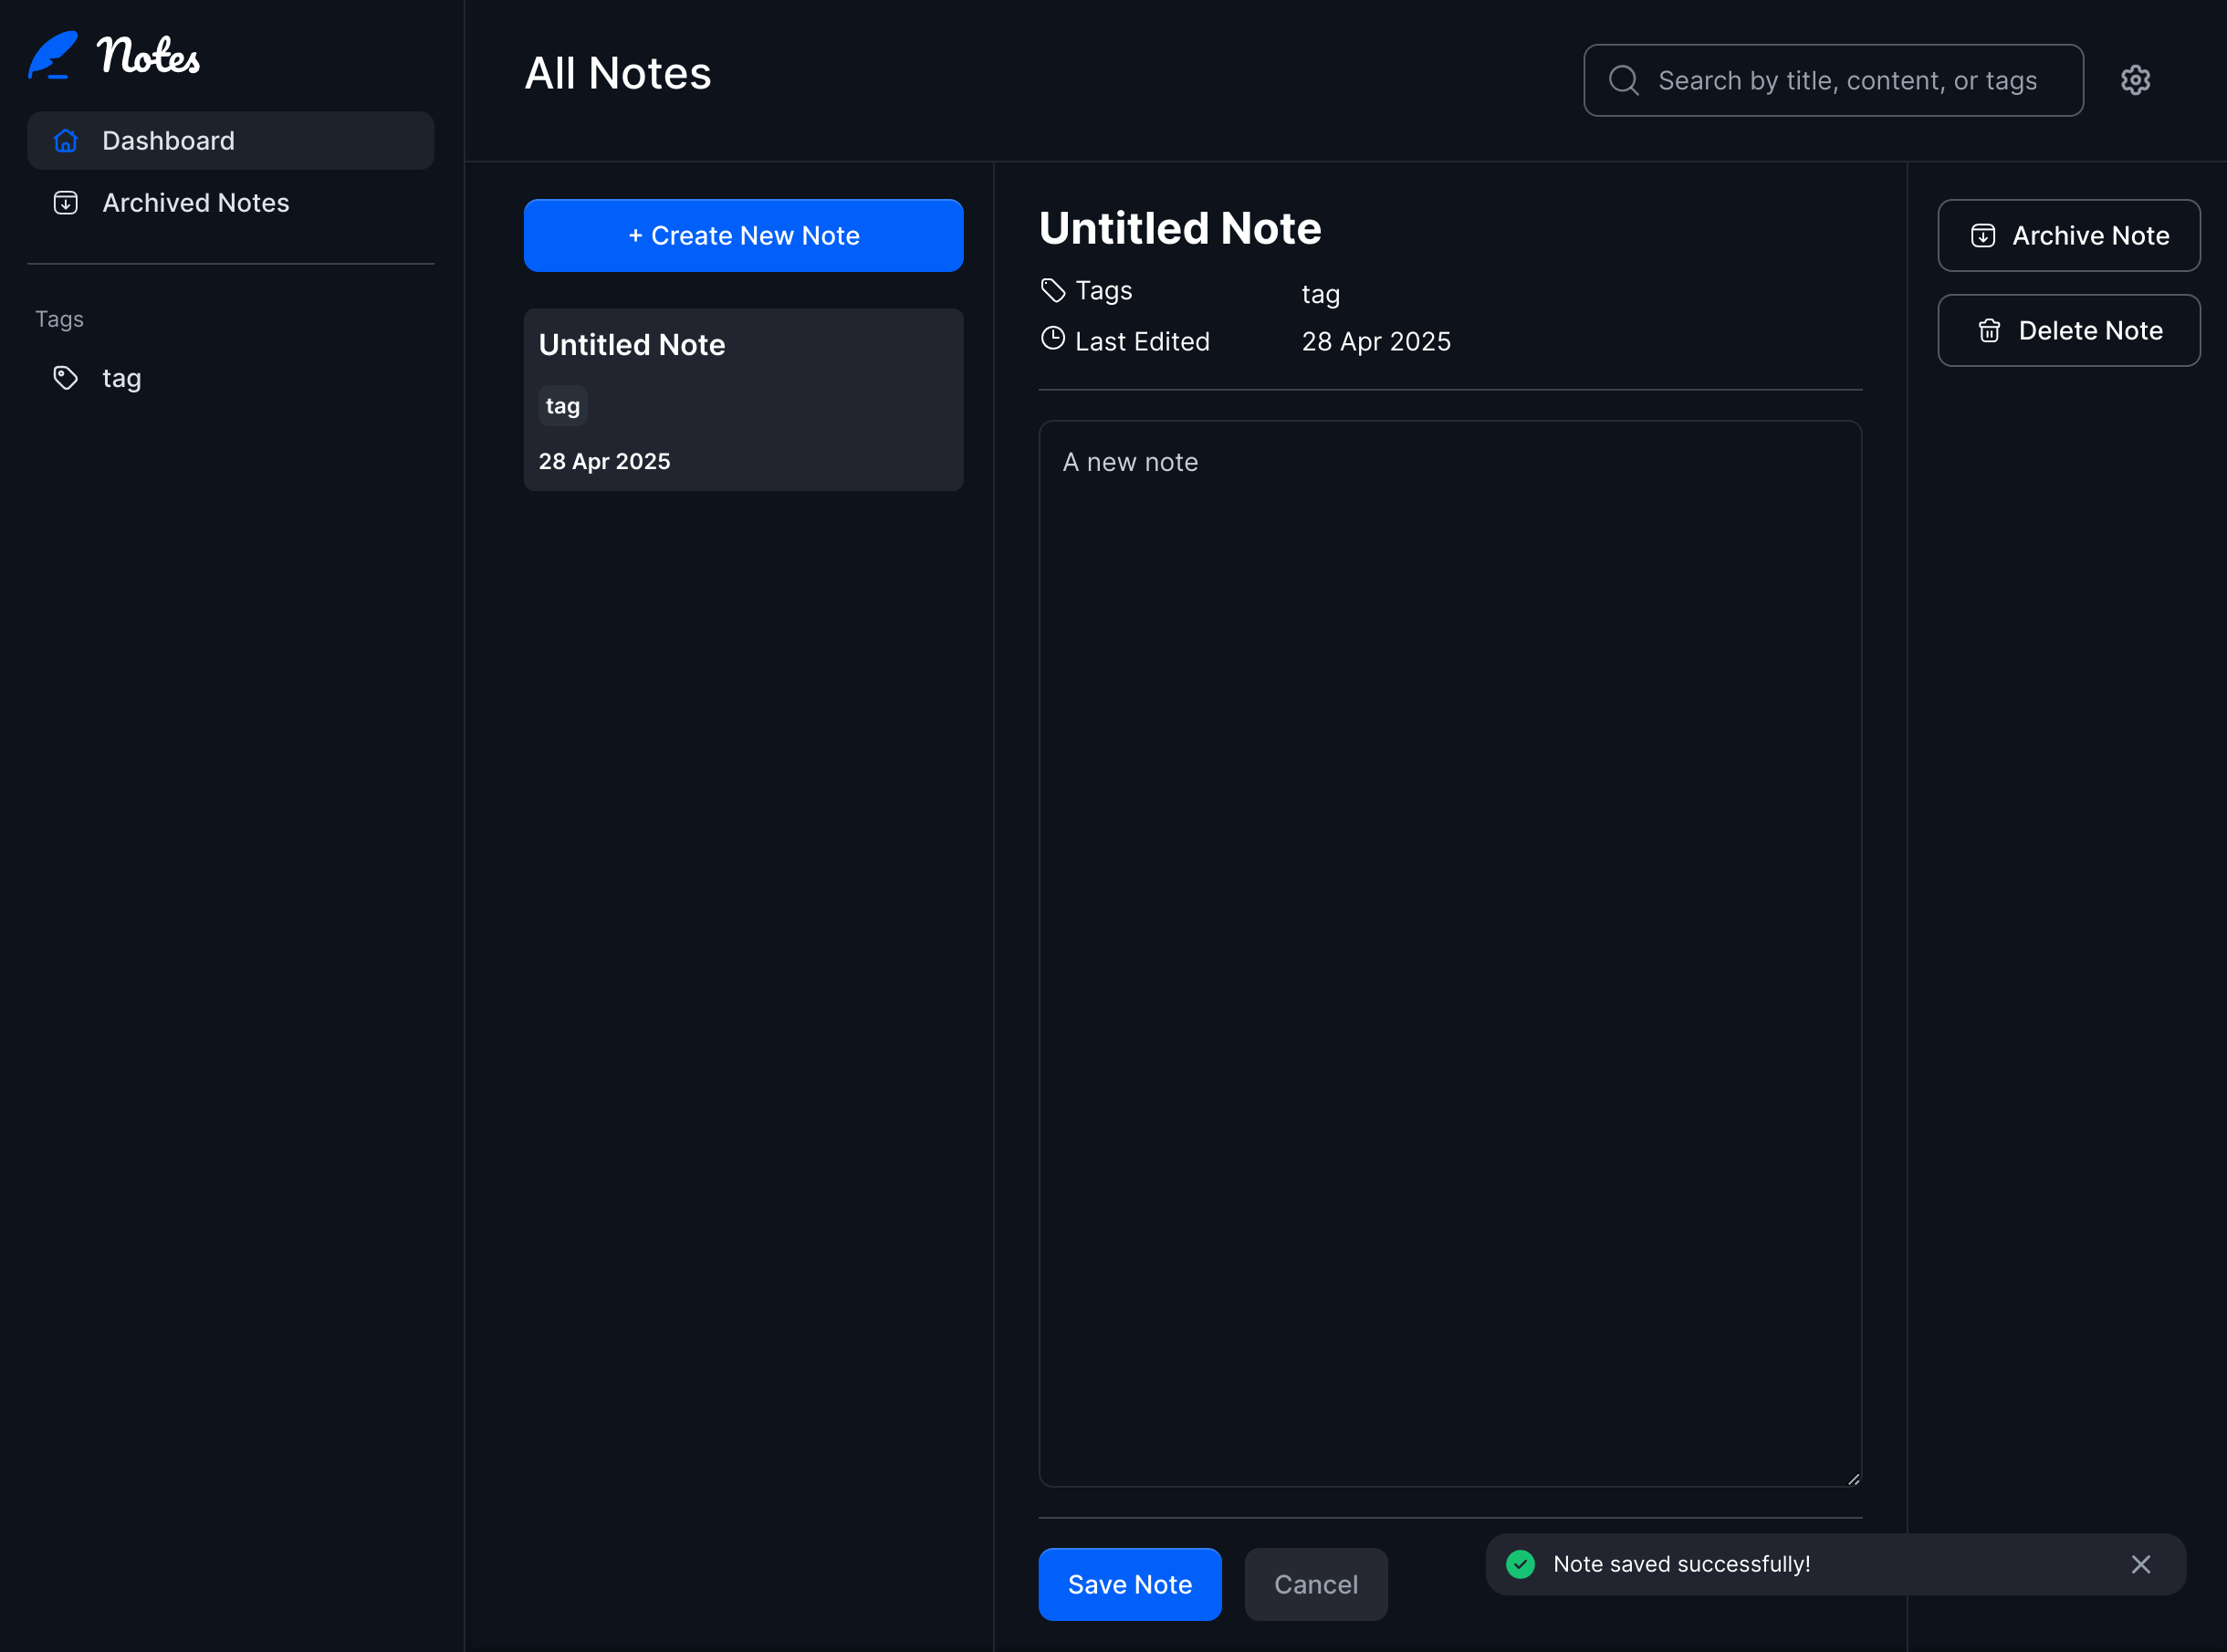 Notes
Dashboard
Archived Notes
Tags
tag
All Notes
Search by title, content, or tags
+ Create New Note
Untitled Note
tag
28 Apr 2025
Untitled Note
Tags tag
Last Edited 28 Apr 2025
A new note
Save Note
Cancel
Archive Note
Delete Note
Note saved successfully!